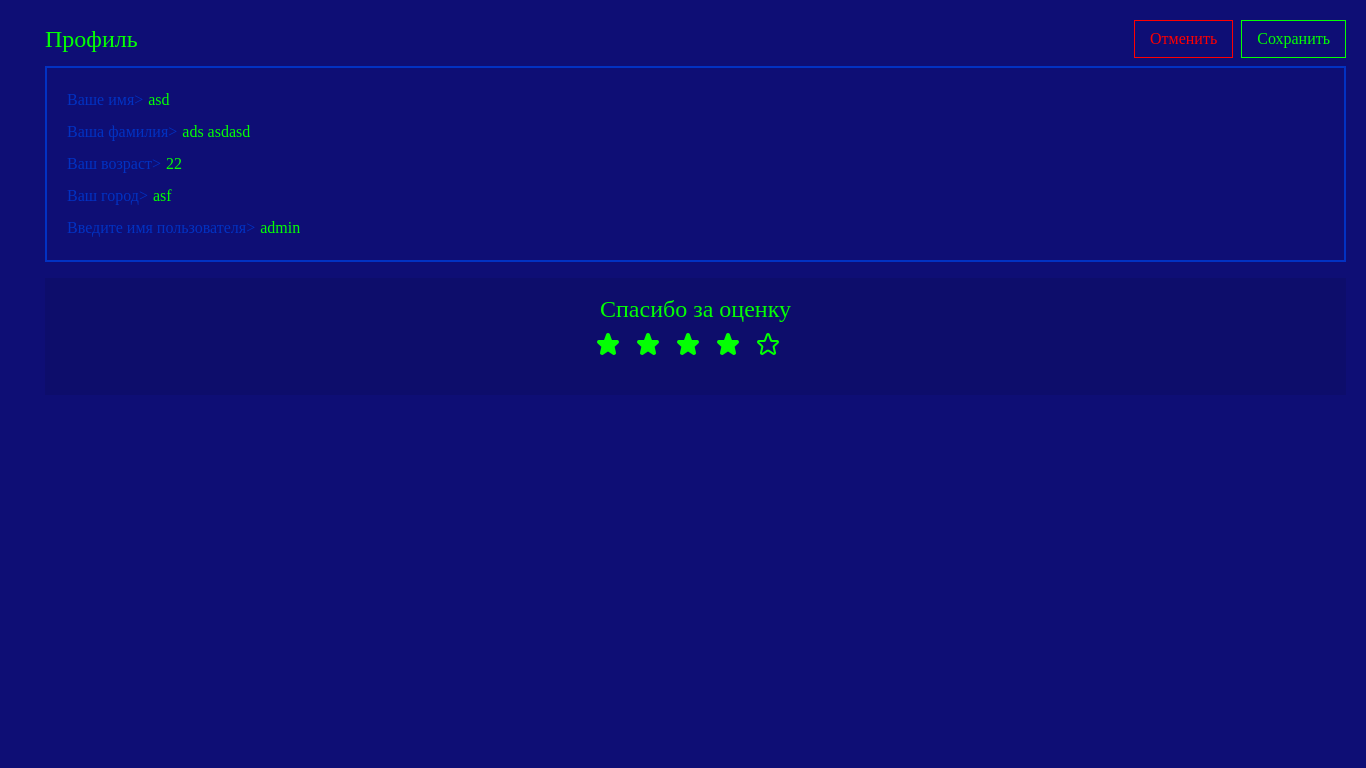 Профиль
Отменить
Сохранить
Ваше имя> asd
Ваша фамилия> ads asdasd
Ваш возраст> 22
Ваш город> asf
Введите имя пользователя> admin
Спасибо за оценку